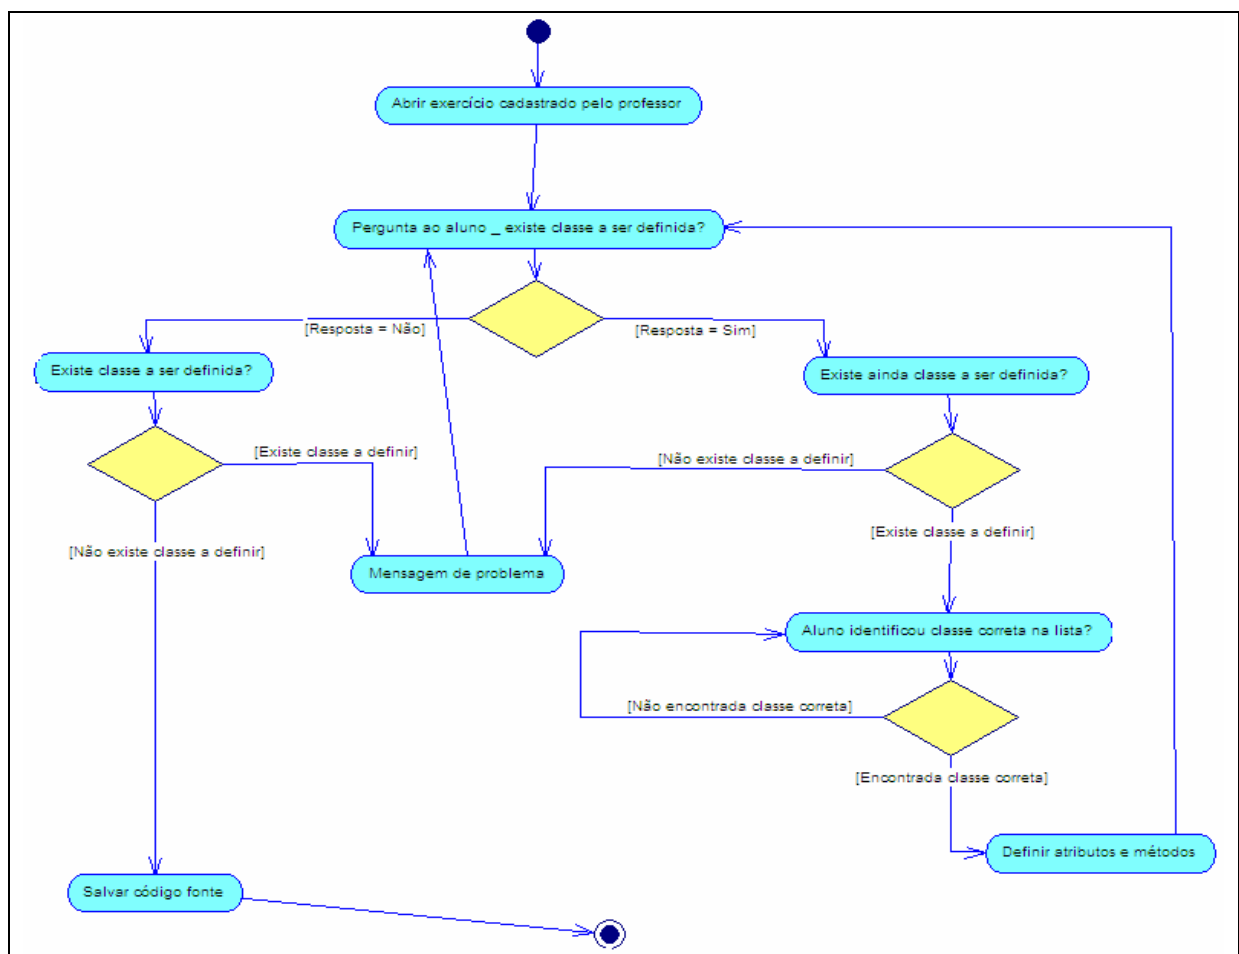 Abrir exercício cadastrado pelo professor
Pergunta ao aluno _ existe classe a ser definida?
[Resposta = Não]
[Resposta = Sim]
Existe classe a ser definida?
Existe ainda classe a ser definida?
[Existe classe a definir]
[Não existe classe a definir]
[Não existe classe a definir]
[Existe classe a definir]
Mensagem de problema
Aluno identificou classe correta na lista?
[Não encontrada classe correta]
[Encontrada classe correta]
Definir atributos e métodos
Salvar código fonte